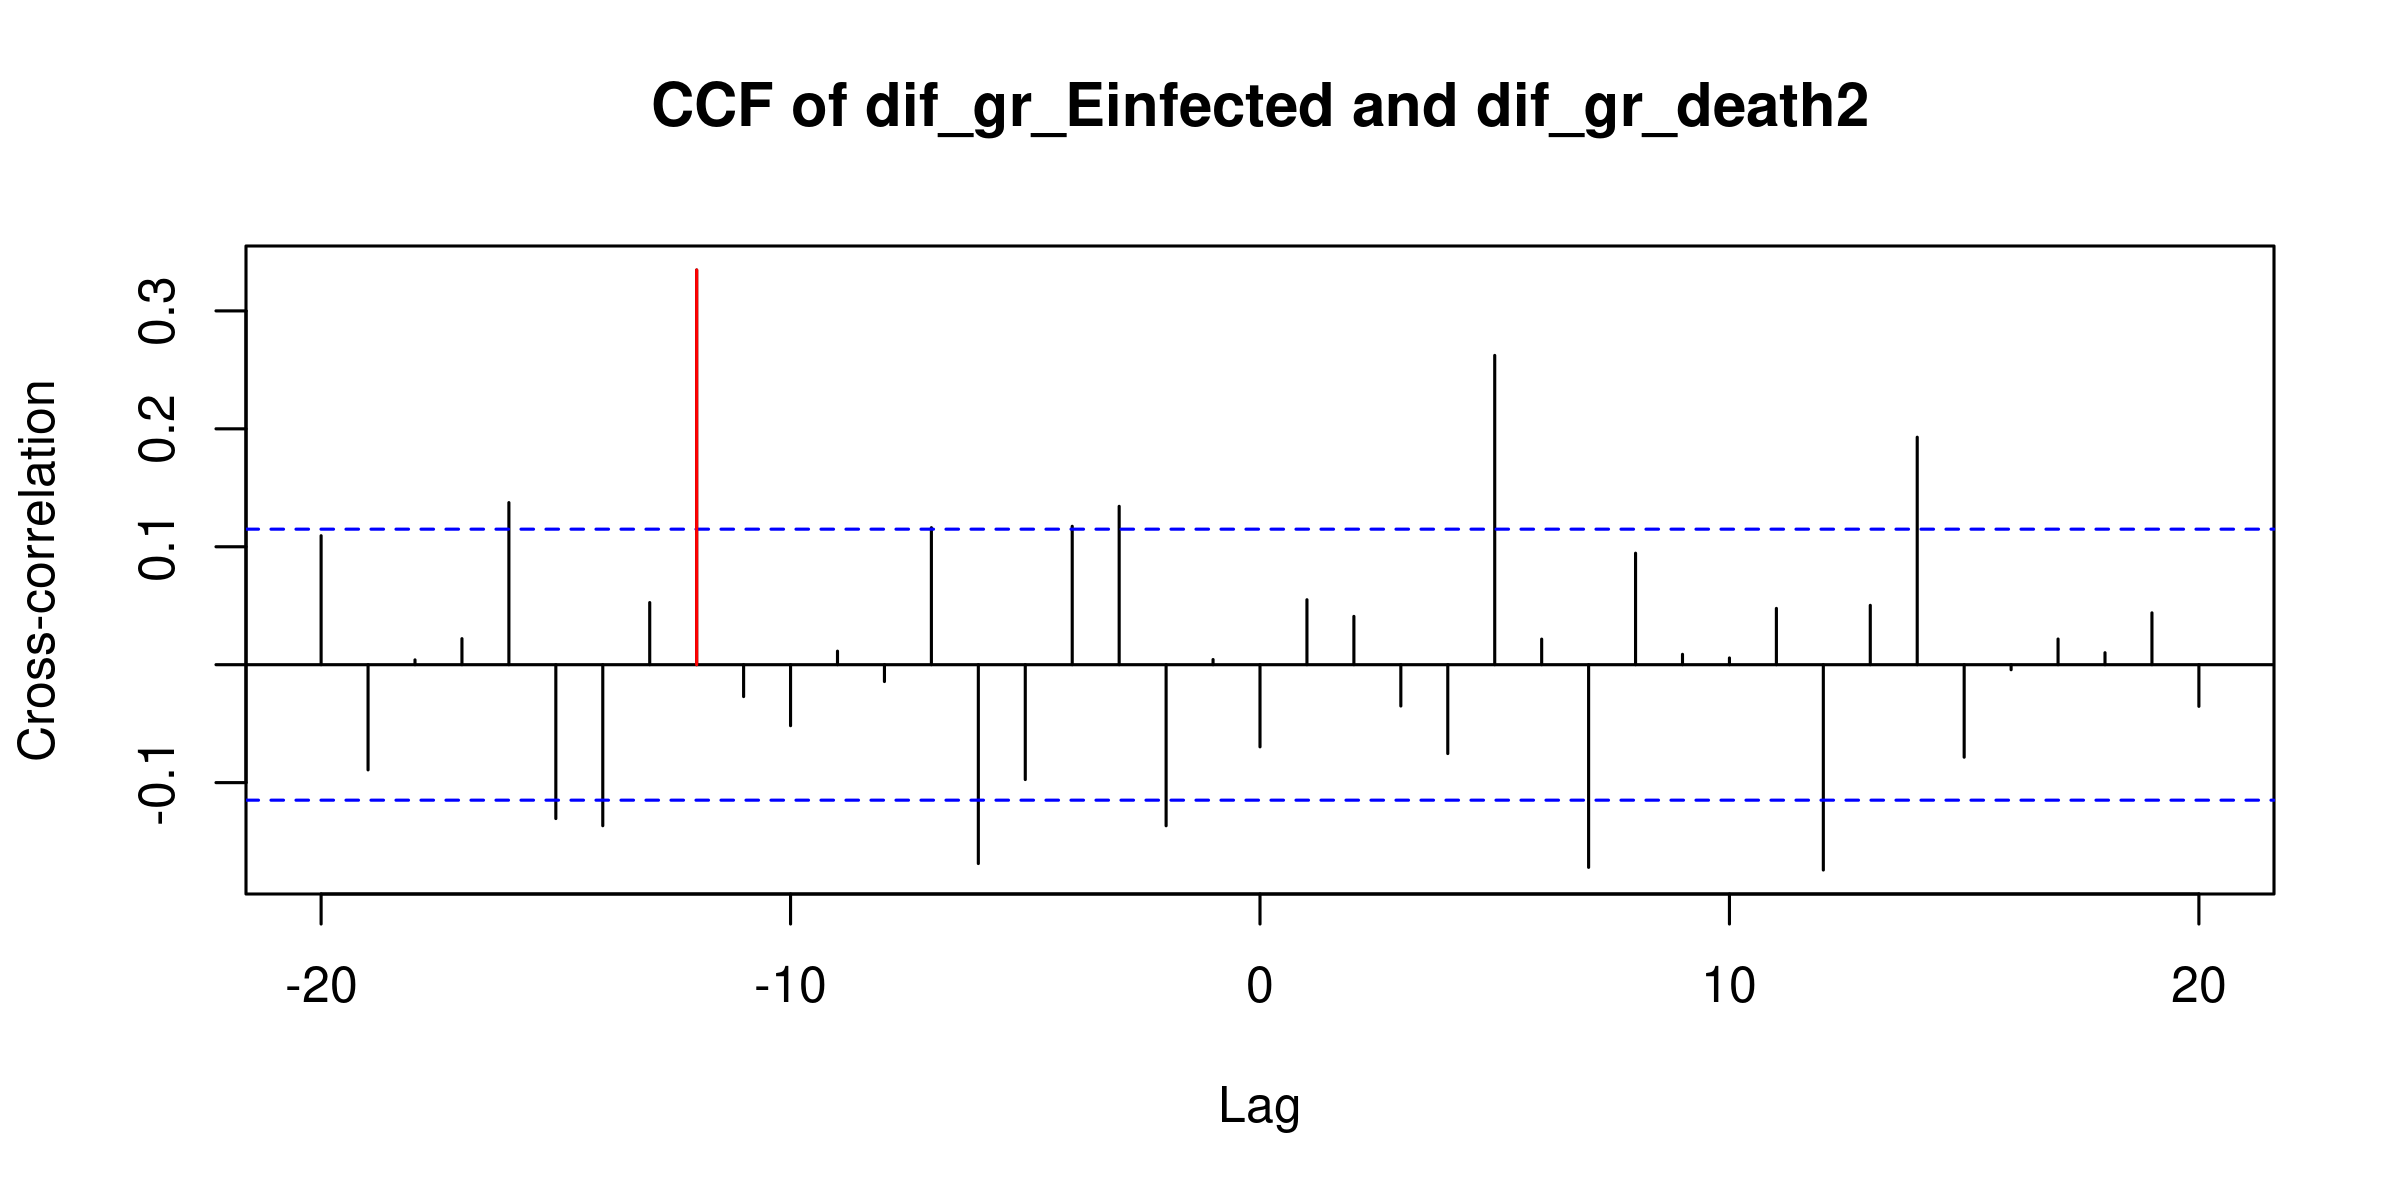 CCF of dif_gr_Einfected and dif_gr_death2
Cross-correlation
0.3
0.2
0.1
-0.1
-20 -10 0 10 20
Lag